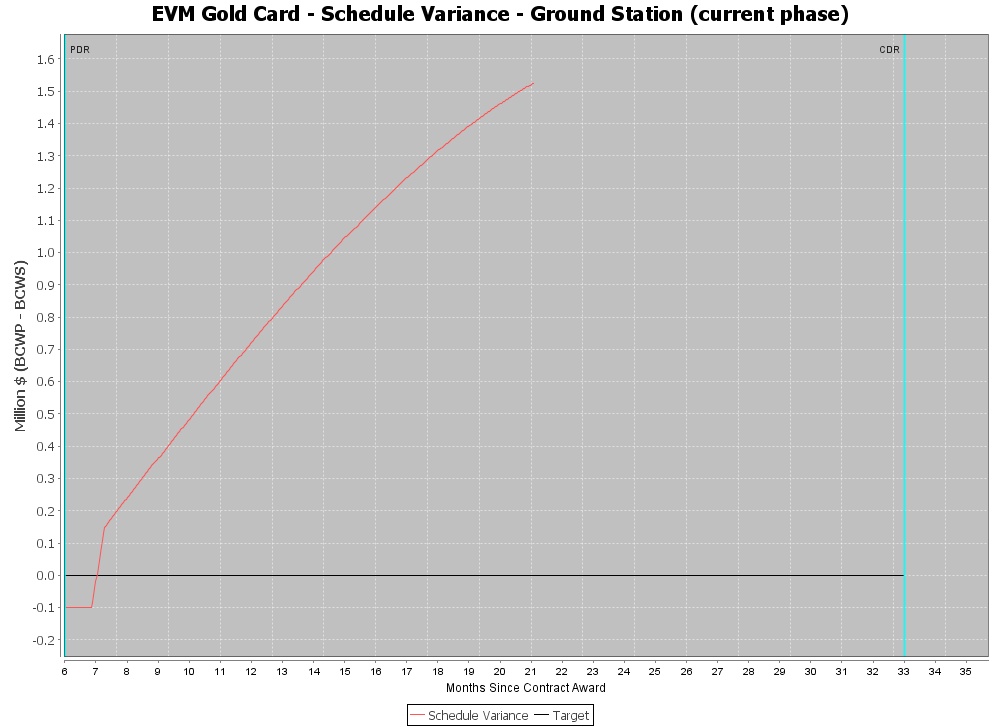 EVM Gold Card - Schedule Variance - Ground Station (current phase)
PDR
CDR
1.6
1.5
1.4
1.3
1.2
1.1
1.0
0.9
0.8
0.7
0.6
0.5
0.4
0.3
0.2
0.1
0.0
-0.1
-0.2
Million $ (BCWP - BCWS)
6 7 8 9 10 11 12 13 14 15 16 17 18 19 20 21 22 23 24 25 26 27 28 29 30 31 32 33 34 35
Months Since Contract Award
Schedule Variance Target